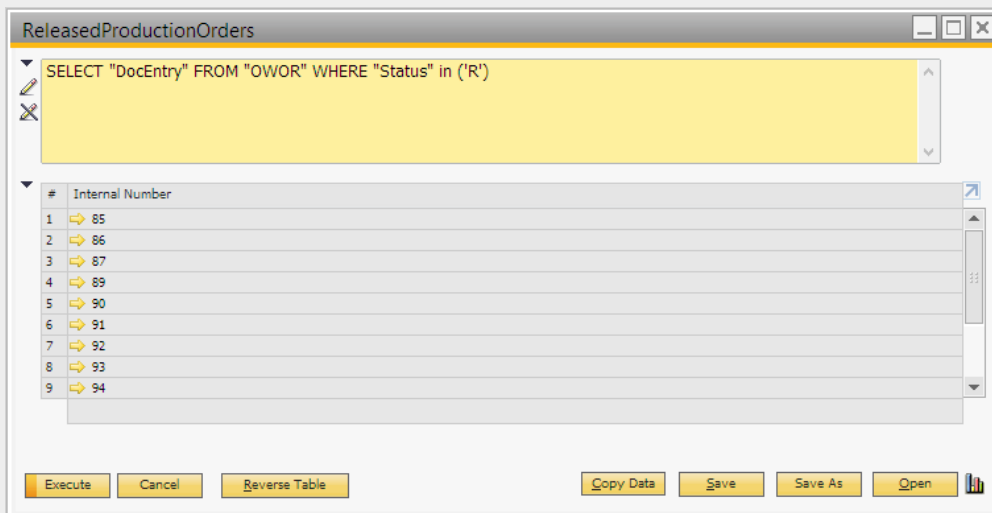 ReleasedProductionOrders
SELECT "DocEntry" FROM "OWOR" WHERE "Status" in ('R')
# Internal Number
1 85
2 86
3 87
4 89
5 90
6 91
7 92
8 93
9 94
Execute Cancel Reverse Table Copy Data Save Save As Open